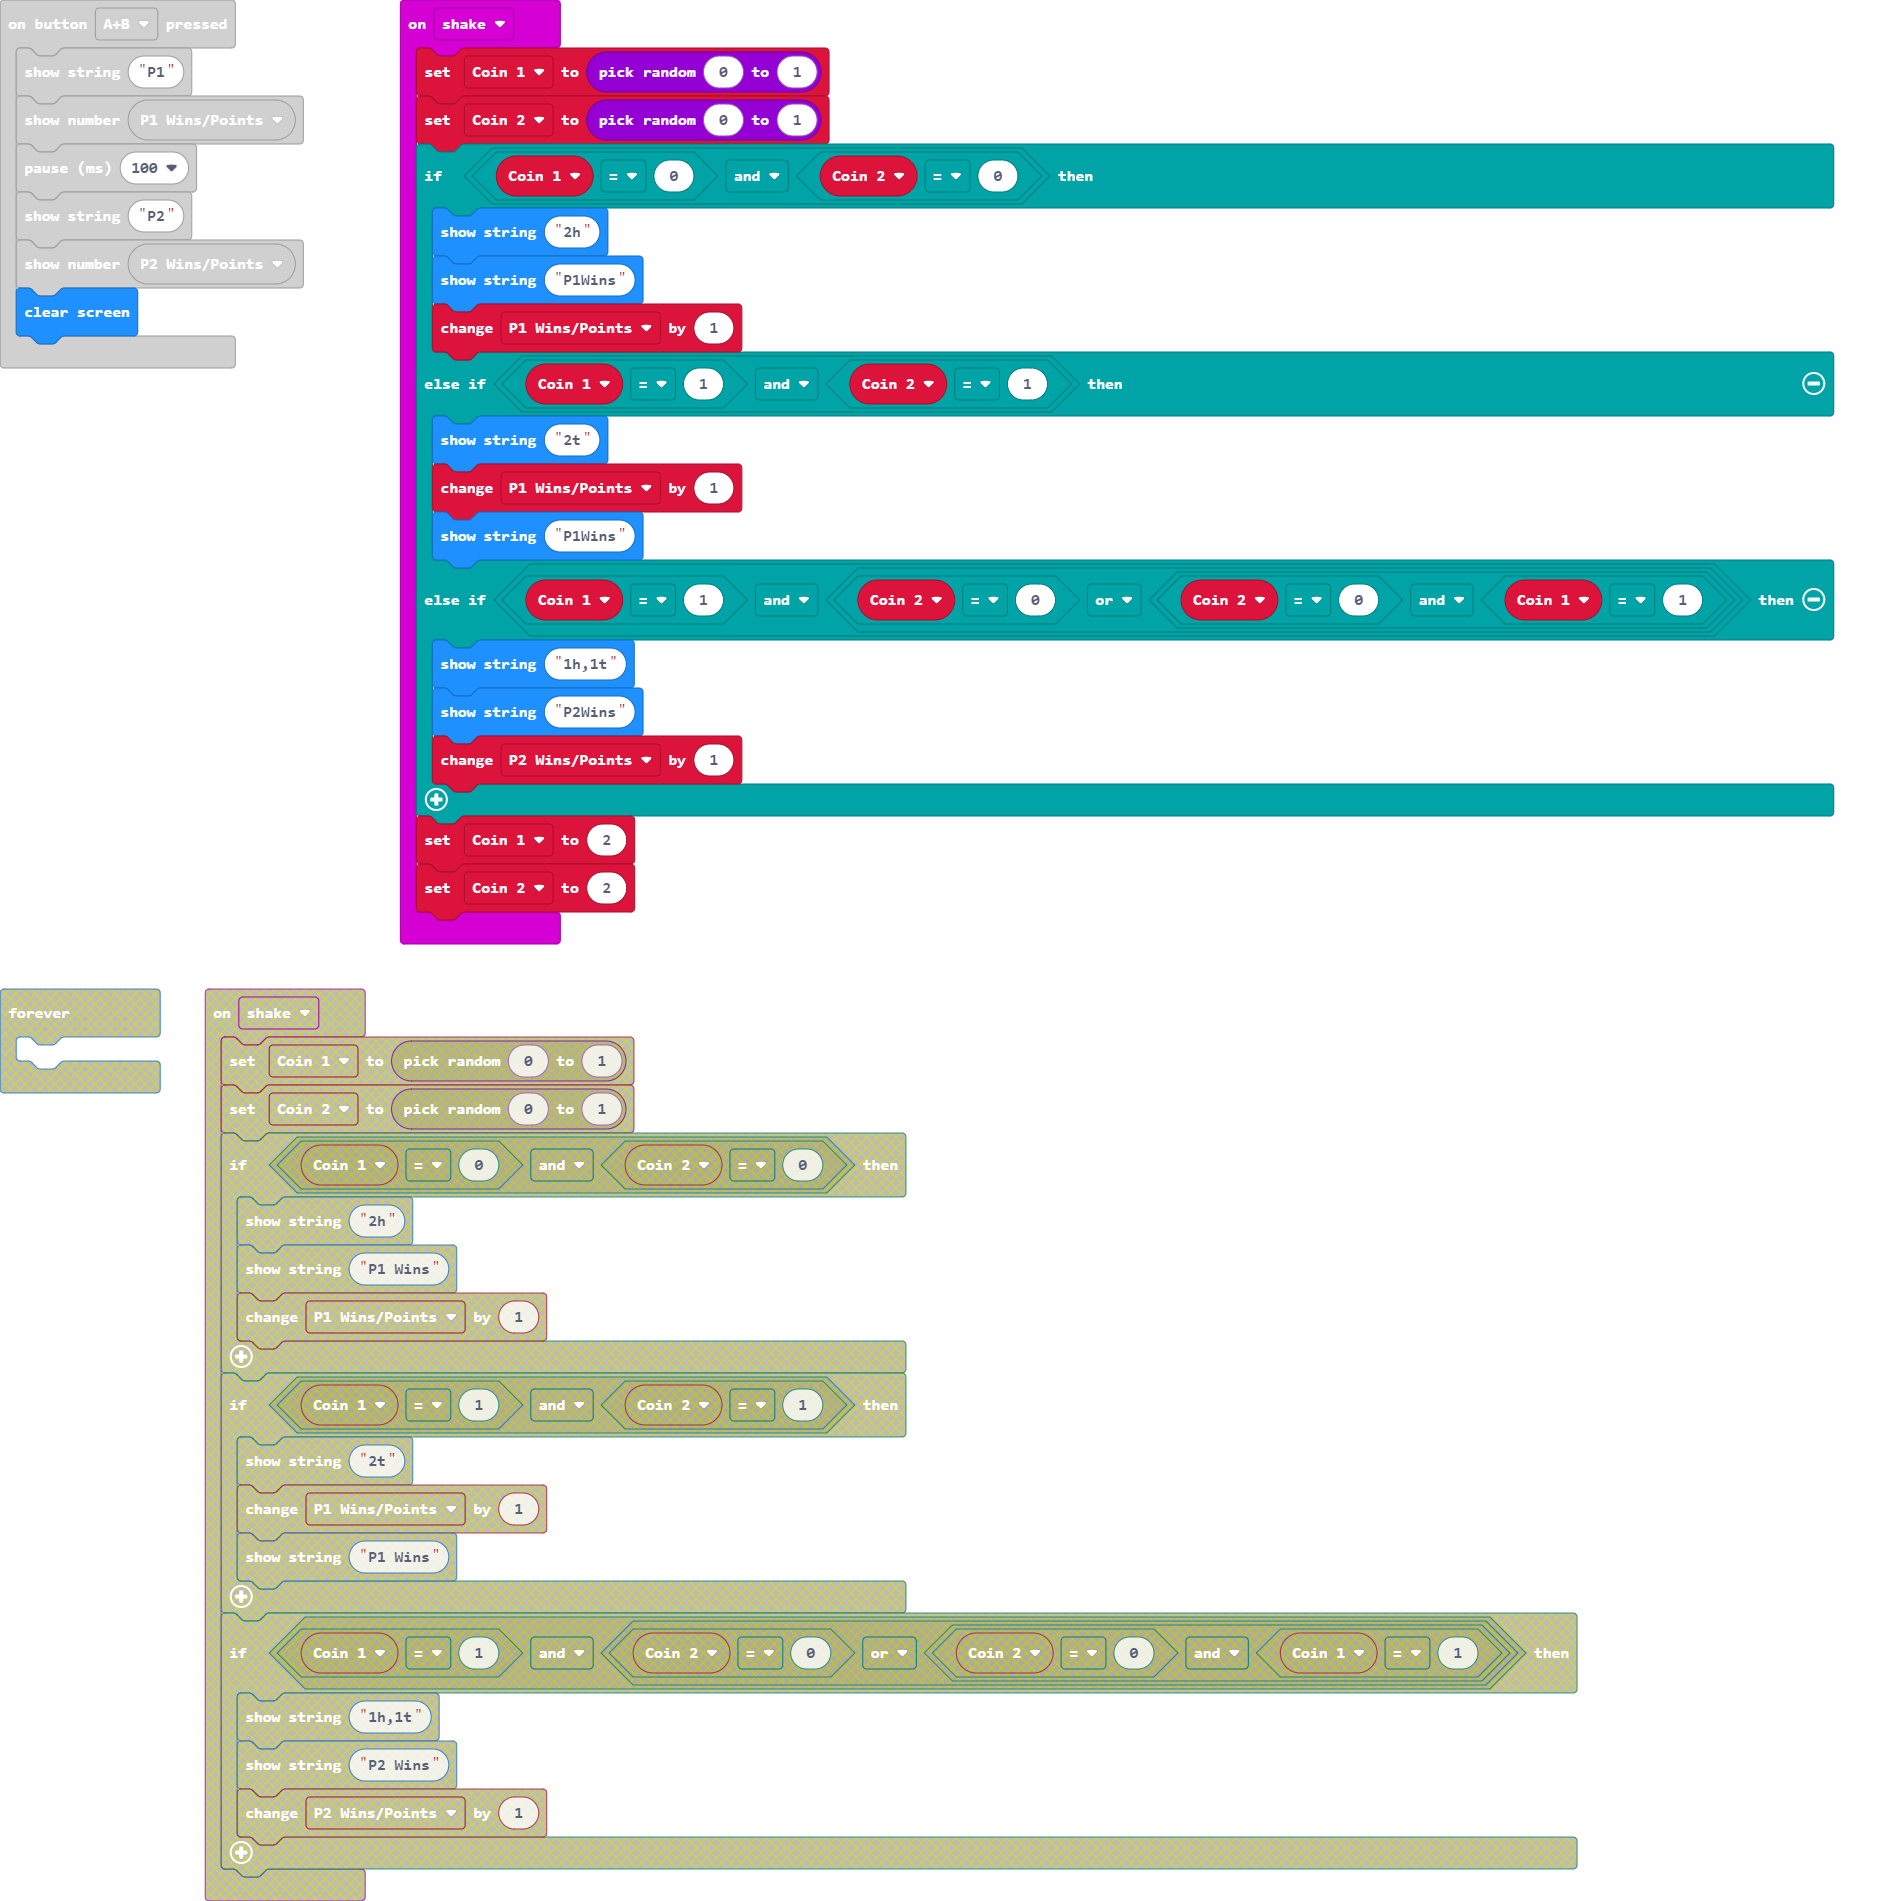 on button A+B pressed
show string "P1"
show number P1 Wins/Points
pause (ms) 100
show string "P2"
show number P2 Wins/Points
clear screen
on shake
set Coin 1 to pick random 0 to 1
set Coin 2 to pick random 0 to 1
if Coin 1 = 0 and Coin 2 = 0 then
show string "2h"
show string "P1Wins"
change P1 Wins/Points by 1
else if Coin 1 = 1 and Coin 2 = 1 then
show string "2t"
change P1 Wins/Points by 1
show string "P1Wins"
else if Coin 1 = 1 and Coin 2 = 0 or Coin 2 = 0 and Coin 1 = 1 then
show string "1h,1t"
show string "P2Wins"
change P2 Wins/Points by 1
set Coin 1 to 2
set Coin 2 to 2
forever
on shake
set Coin 1 to pick random 0 to 1
set Coin 2 to pick random 0 to 1
if Coin 1 = 0 and Coin 2 = 0 then
show string "2h"
show string "P1 Wins"
change P1 Wins/Points by 1
if Coin 1 = 1 and Coin 2 = 1 then
show string "2t"
change P1 Wins/Points by 1
show string "P1 Wins"
if Coin 1 = 1 and Coin 2 = 0 or Coin 2 = 0 and Coin 1 = 1 then
show string "1h,1t"
show string "P2 Wins"
change P2 Wins/Points by 1